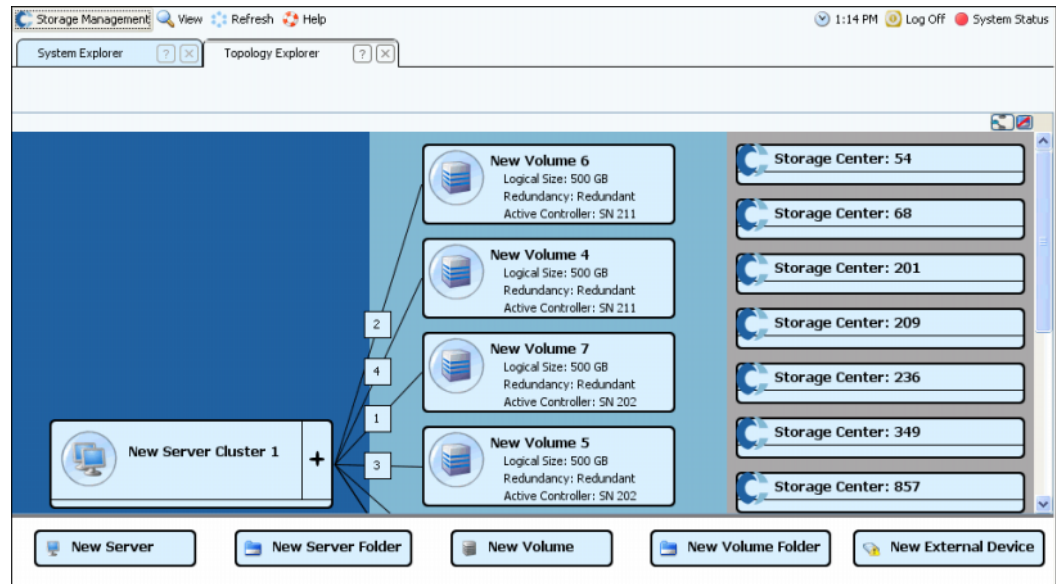 Storage Management View Refresh Help 1:14 PM Log Off System Status
System Explorer ? X Topology Explorer ? X
New Volume 6
Logical Size: 500 GB
Redundancy: Redundant
Active Controller: SN 211
Storage Center: 54
Storage Center: 68
New Volume 4
Logical Size: 500 GB
Redundancy: Redundant
Active Controller: SN 211
Storage Center: 201
2
Storage Center: 209
New Volume 7
Logical Size: 500 GB
Redundancy: Redundant
Active Controller: SN 202
4
Storage Center: 236
1
New Server Cluster 1 +
New Volume 5
Logical Size: 500 GB
Redundancy: Redundant
Active Controller: SN 202
3
Storage Center: 349
Storage Center: 857
New Server New Server Folder New Volume New Volume Folder New External Device